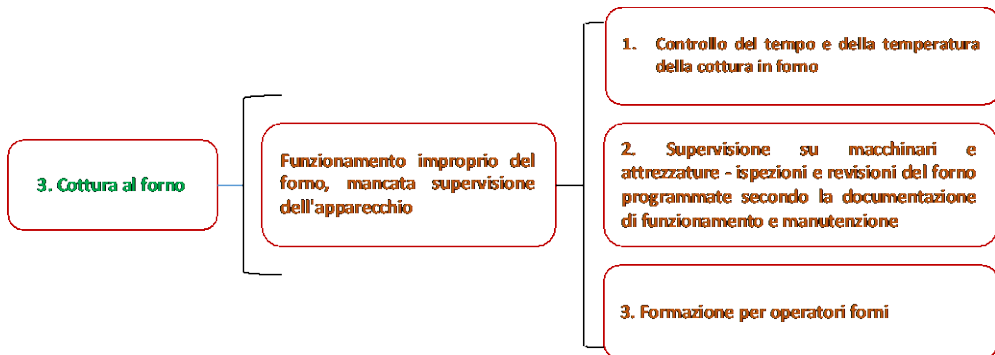 3. Cottura al forno
Funzionamento improprio del
forno, mancata supervisione
dell'apparecchio
1. Controllo del tempo e della temperatura
della cottura in forno
2. Supervisione su macchinari e
attrezzature - ispezioni e revisioni del forno
programmate secondo la documentazione
di funzionamento e manutenzione
3. Formazione per operatori forni